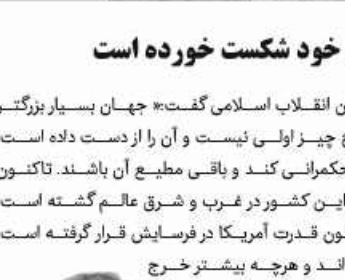 خود شکست خورده است
ن انقلاب اسلامی گفت:« جهان بسیار بزرگتر
چیز اولی نیست و آن را از دست داده است
حکمرانی کند و باقی مطیع آن باشند. تاکنون
این کشور در غرب و شرق عالم گشته است
ون قدرت آمریکا در فرسایش قرار گرفته است
اند و هرچه بیشتر خرج